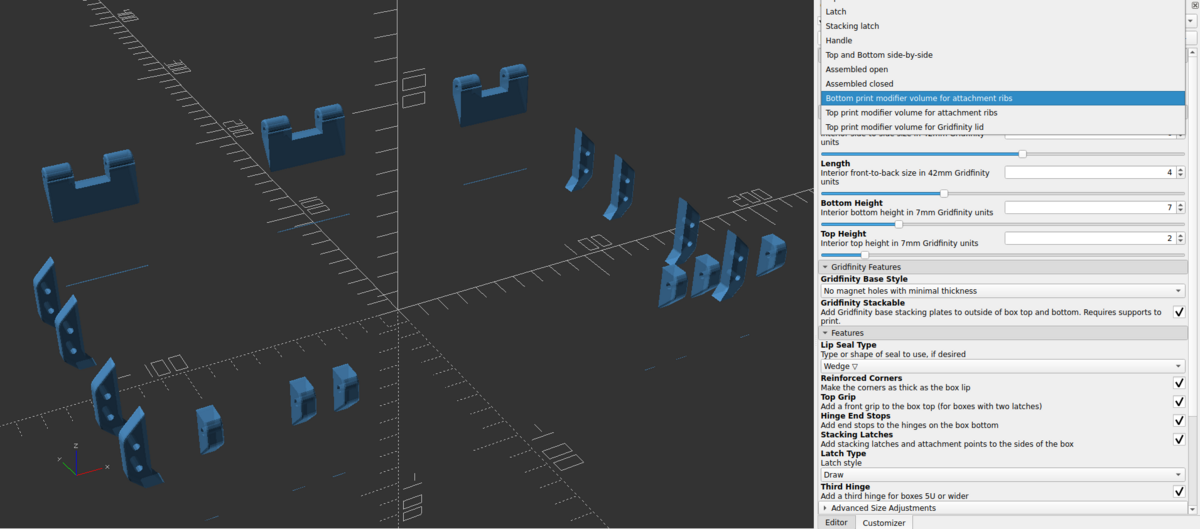 Latch
Stacking latch
Handle
Top and Bottom side-by-side
Assembled open
Assembled closed
Bottom print modifier volume for attachment ribs
Top print modifier volume for attachment ribs
Top print modifier volume for Gridfinity lid
units
Length
Interior front-to-back size in 42mm Gridfinity
units
4
Bottom Height
Interior bottom height in 7mm Gridfinity units
7
Top Height
Interior top height in 7mm Gridfinity units
2
Gridfinity Features
Gridfinity Base Style
No magnet holes with minimal thickness
Gridfinity Stackable
Add Gridfinity base stacking plates to outside of box top and bottom. Requires supports to
print.
Features
Lip Seal Type
Type or shape of seal to use, if desired
Wedge ▽
Reinforced Corners
Make the corners as thick as the box lip
Top Grip
Add a front grip to the box top (for boxes with two latches)
Hinge End Stops
Add end stops to the hinges on the box bottom
Stacking Latches
Add stacking latches and attachment points to the sides of the box
Latch Type
Latch style
Draw
Third Hinge
Add a third hinge for boxes 5U or wider
Advanced Size Adjustments
Editor
Customizer
Z
Y
X